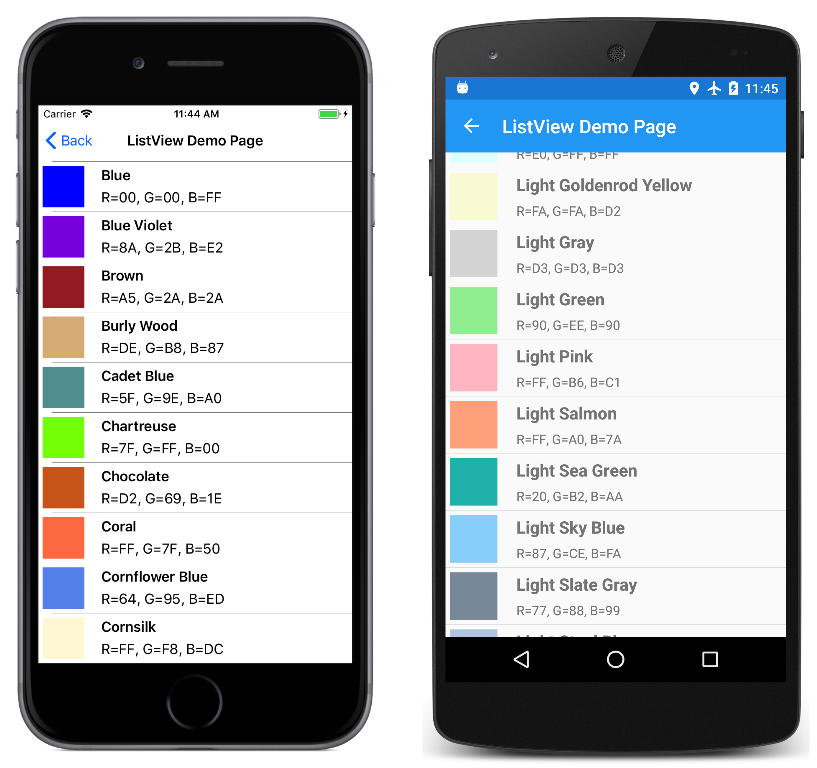 Carrier
11:44 AM
Back
ListView Demo Page
Blue
R=00, G=00, B=FF
Blue Violet
R=8A, G=2B, B=E2
Brown
R=A5, G=2A, B=2A
Burly Wood
R=DE, G=B8, B=87
Cadet Blue
R=5F, G=9E, B=A0
Chartreuse
R=7F, G=FF, B=00
Chocolate
R=D2, G=69, B=1E
Coral
R=FF, G=7F, B=50
Cornflower Blue
R=64, G=95, B=ED
Cornsilk
R=FF, G=F8, B=DC
11:45
ListView Demo Page
R=E0, G=FF, B=FF
Light Goldenrod Yellow
R=FA, G=FA, B=D2
Light Gray
R=D3, G=D3, B=D3
Light Green
R=90, G=EE, B=90
Light Pink
R=FF, G=B6, B=C1
Light Salmon
R=FF, G=A0, B=7A
Light Sea Green
R=20, G=B2, B=AA
Light Sky Blue
R=87, G=CE, B=FA
Light Slate Gray
R=77, G=88, B=99